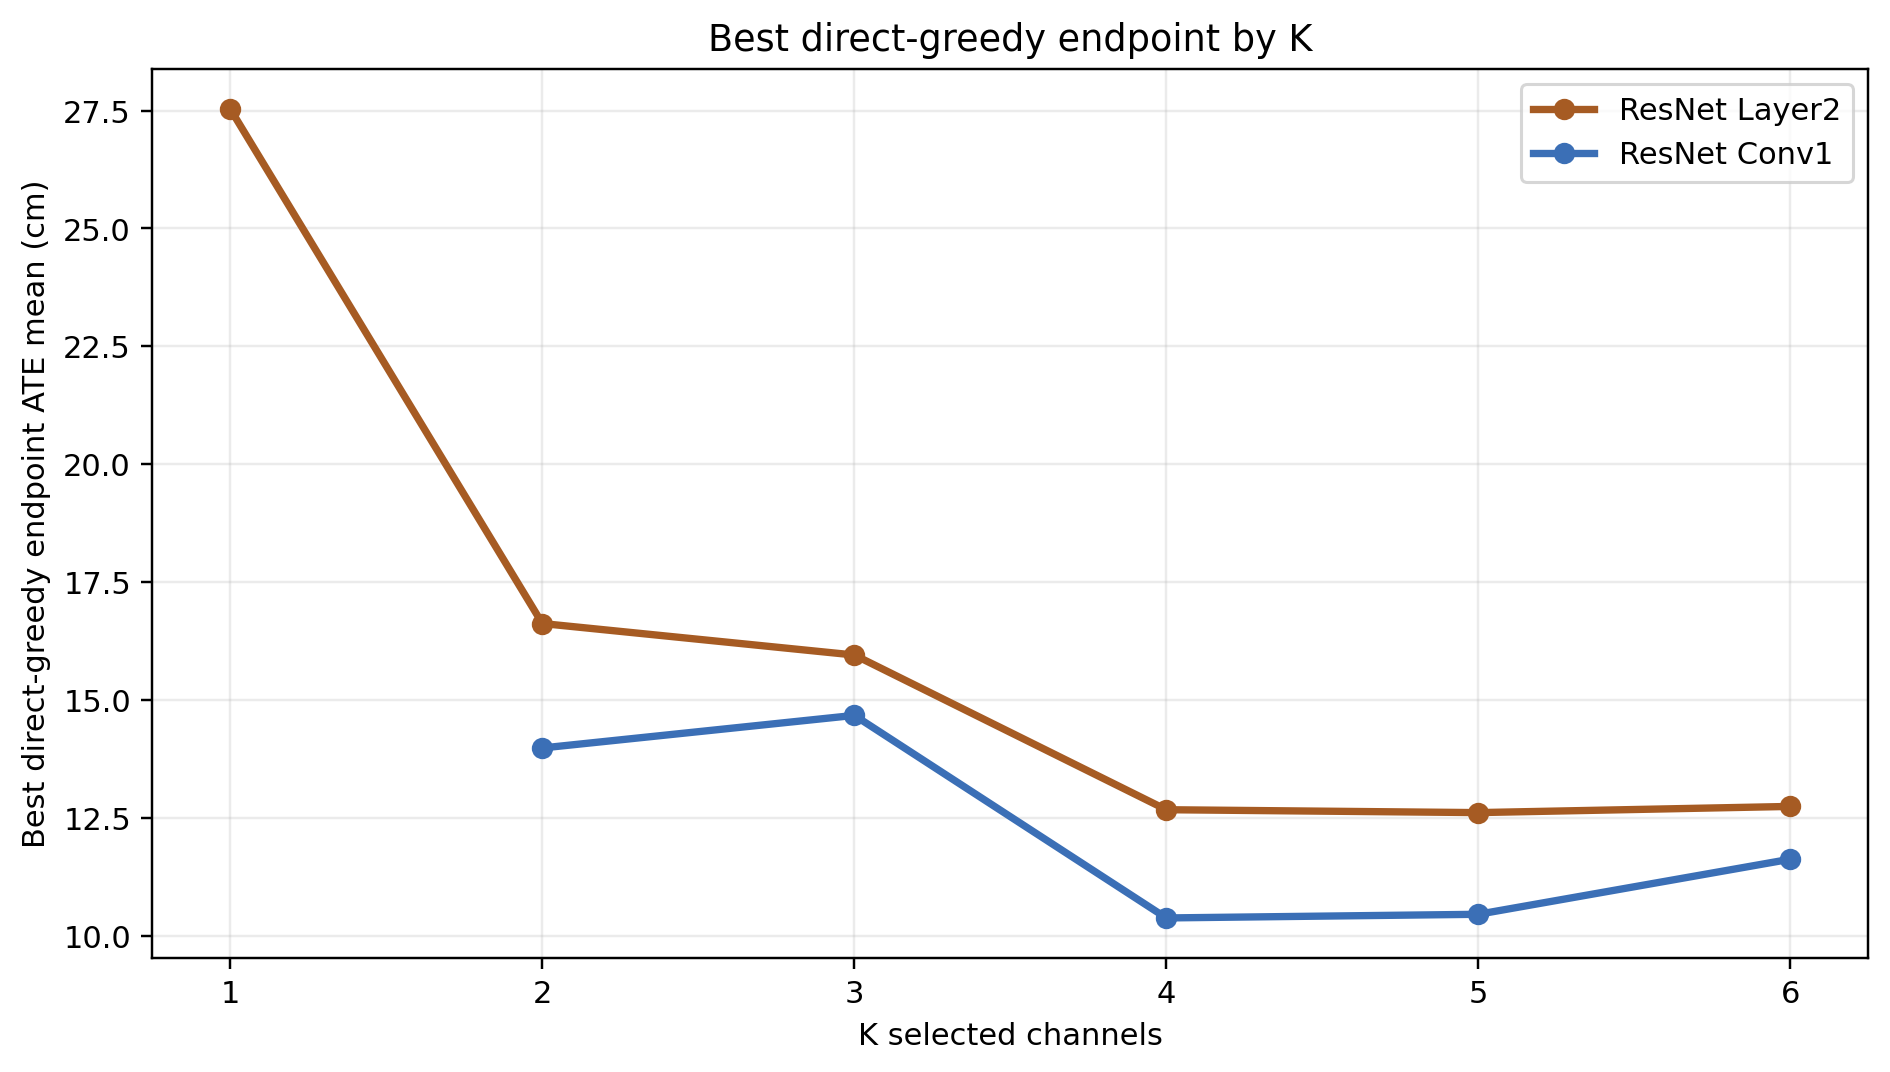 Best direct-greedy endpoint by K
ResNet Layer2
ResNet Conv1
Best direct-greedy endpoint ATE mean (cm)
27.5
25.0
22.5
20.0
17.5
15.0
12.5
10.0
1 2 3 4 5 6
K selected channels